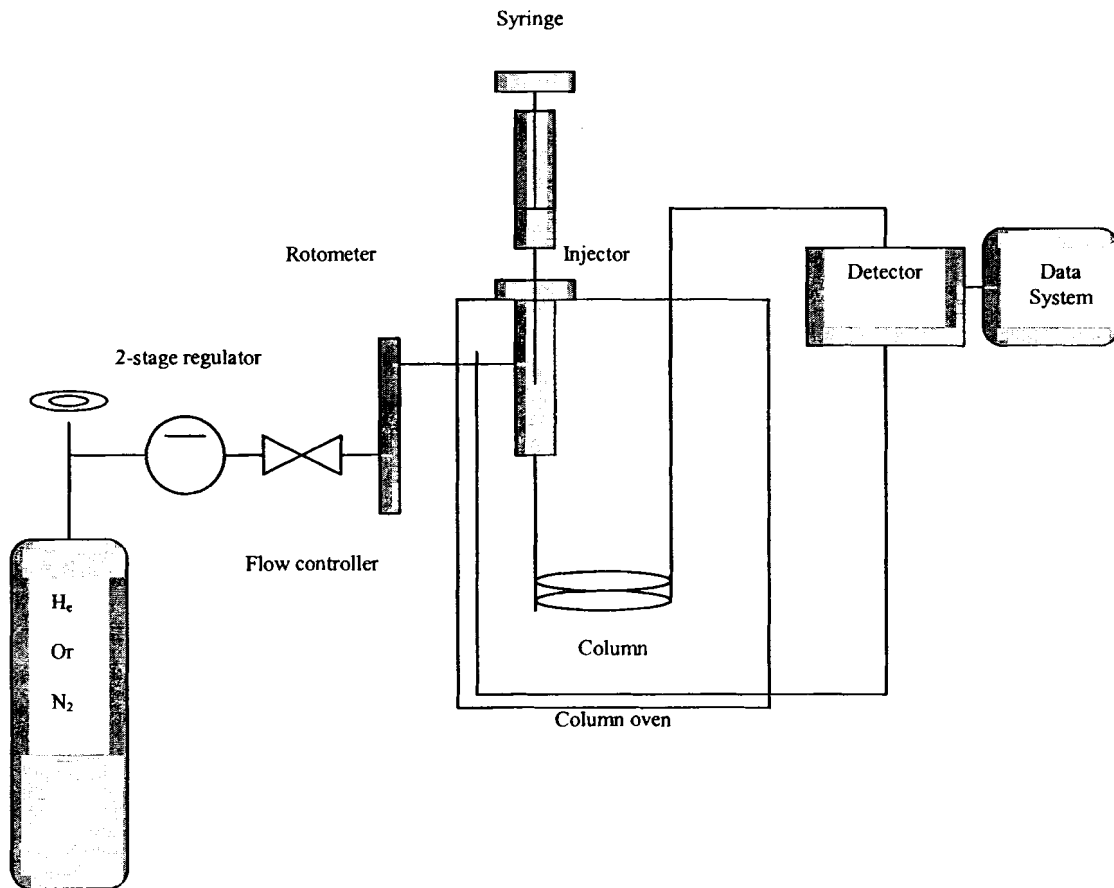 Syringe
Rotometer
Injector
Detector
Data
System
2-stage regulator
Flow controller
He
Or
N2
Column
Column oven